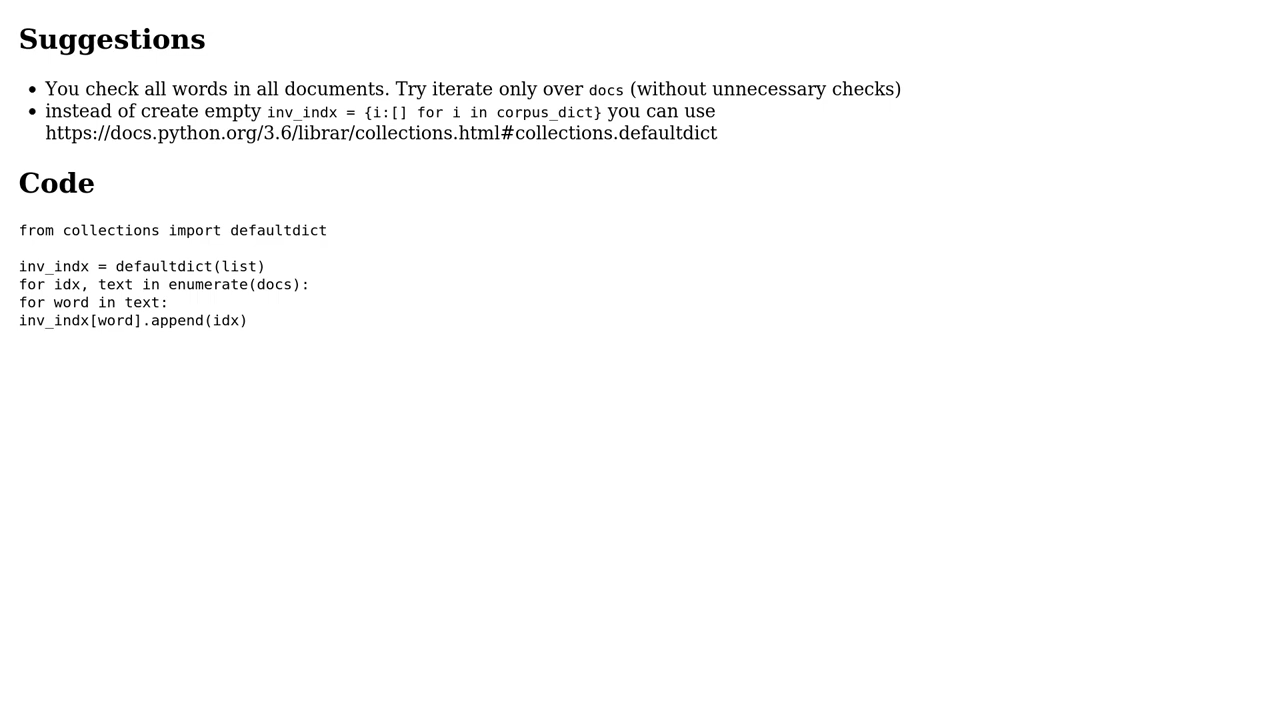 Suggestions
You check all words in all documents. Try iterate only over docs (without unnecessary checks)
instead of create empty inv_indx = {i:[] for i in corpus_dict} you can use
https://docs.python.org/3.6/librar/collections.html#collections.defaultdict
Code
from collections import defaultdict
inv_indx = defaultdict(list)
for idx, text in enumerate(docs):
for word in text:
inv_indx[word].append(idx)